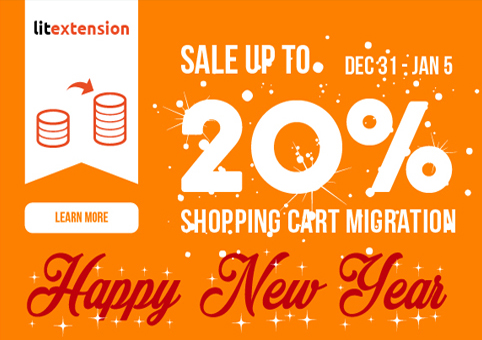 litextension
SALE UP TO
DEC 31 - JAN 5
20%
SHOPPING CART MIGRATION
LEARN MORE
Happy New Year